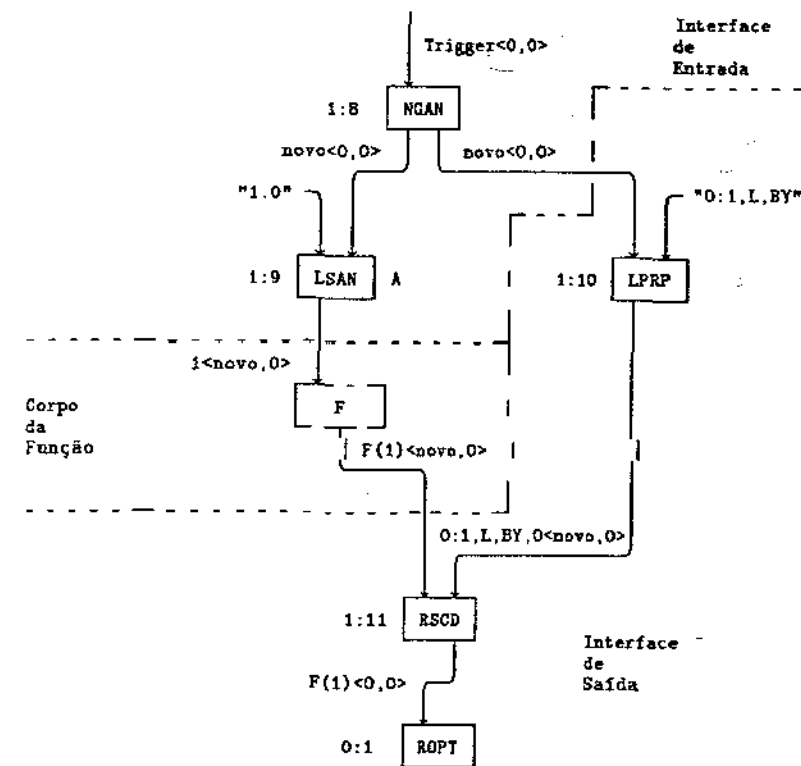 Trigger<0,0>
Interface
de
Entrada
1:8
NGAN
novo<0,0>
novo<0,0>
"1.0"
"0:1,L,BY"
1:9
LSAN
A
1:10
LPRP
1<novo,0>
Corpo
da
Função
F
F(1)<novo,0>
0:1,L,BY,0<novo,0>
1:11
RSCD
Interface
de
Saída
F(1)<0,0>
0:1
ROPT